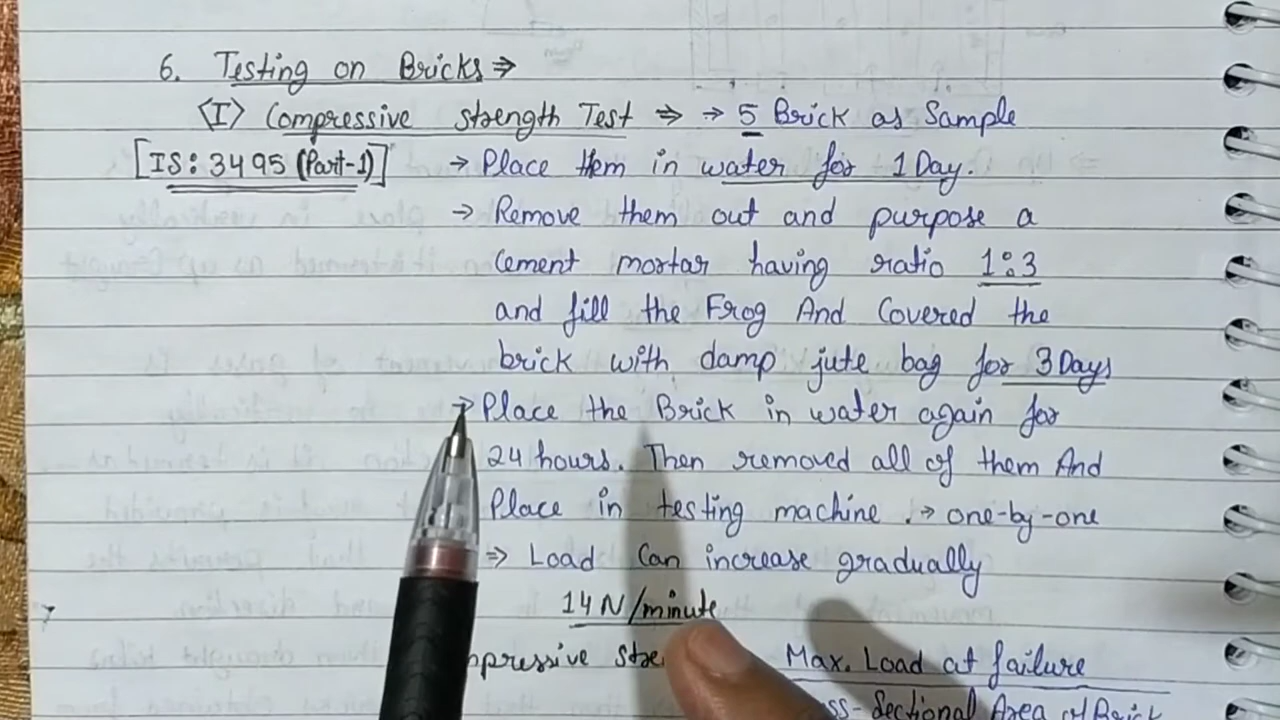 6. Testing on Bricks ⇒
<I> Compressive strength Test ⇒ → 5 Brick as Sample
[IS: 3495 (Part-1)] → Place them in water for 1 Day.
→ Remove them out and purpose a
cement mortar having ratio 1:3
and fill the Frog And Covered the
brick with damp jute bag for 3 Days
→ Place the Brick in water again for
24 hours. Then removed all of them And
Place in testing machine. → one-by-one
⇒ Load Can increase gradually
14 N/minute
Max. Load at failure
Sectional Area of Brick